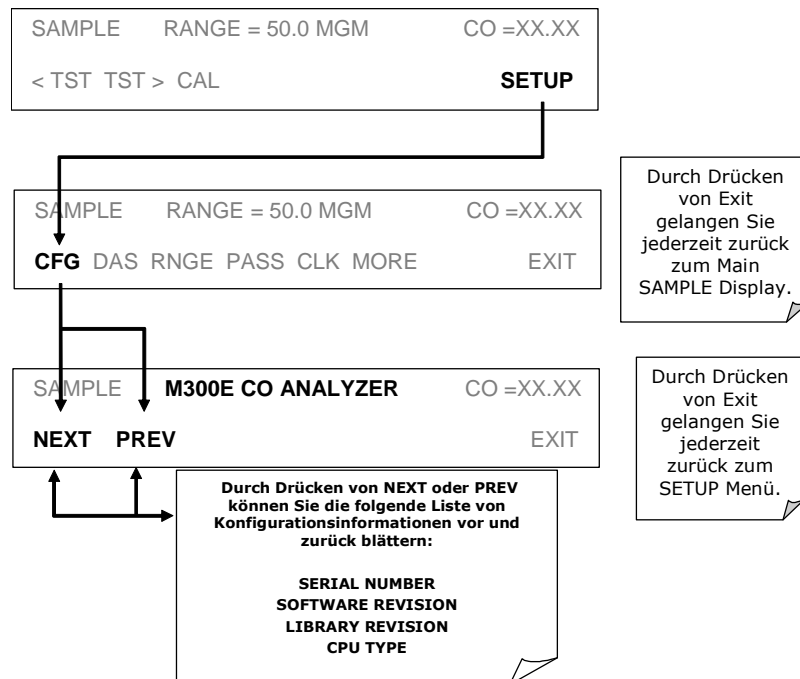 SAMPLE RANGE = 50.0 MGM CO =XX.XX
< TST TST > CAL SETUP
SAMPLE RANGE = 50.0 MGM CO =XX.XX
CFG DAS RNGE PASS CLK MORE EXIT
Durch Drücken
von Exit
gelangen Sie
jederzeit zurück
zum Main
SAMPLE Display.
SAMPLE M300E CO ANALYZER CO =XX.XX
NEXT PREV EXIT
Durch Drücken
von Exit
gelangen Sie
jederzeit
zurück zum
SETUP Menü.
Durch Drücken von NEXT oder PREV
können Sie die folgende Liste von
Konfigurationsinformationen vor und
zurück blättern:
SERIAL NUMBER
SOFTWARE REVISION
LIBRARY REVISION
CPU TYPE